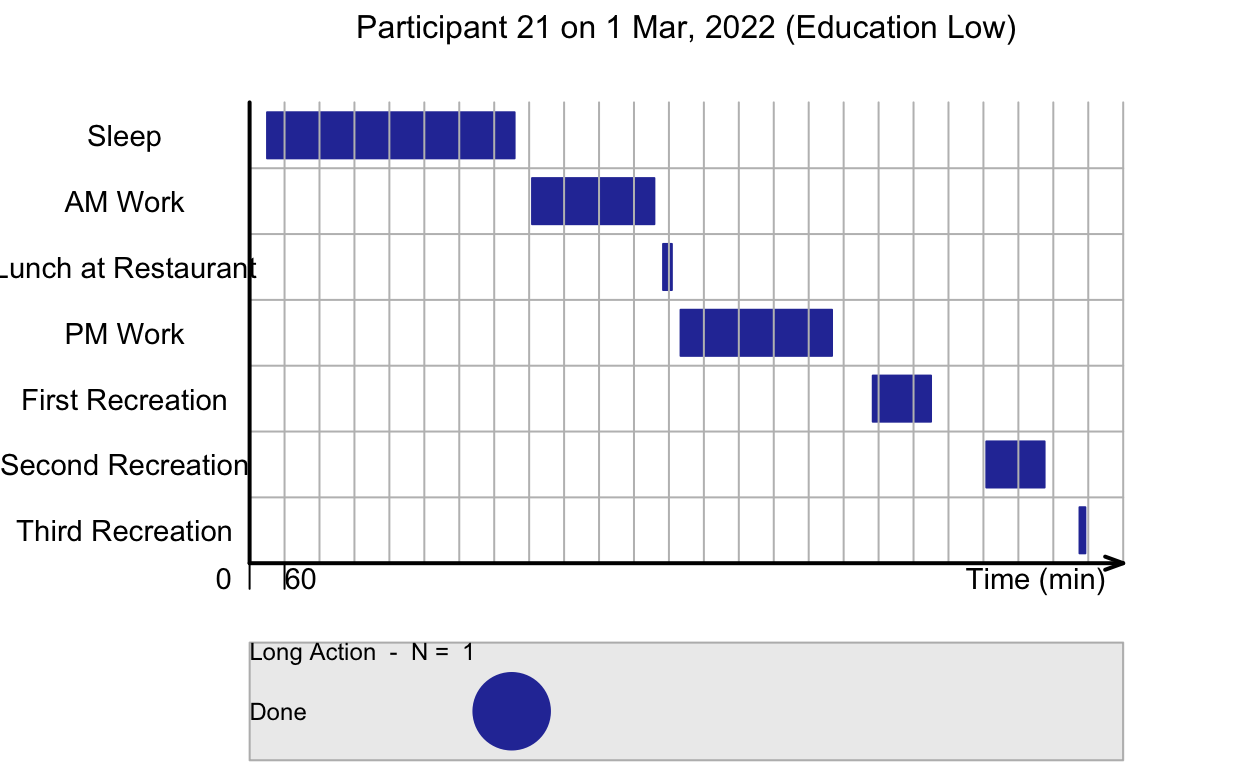 Participant 21 on 1 Mar, 2022 (Education Low)
Sleep
AM Work
Lunch at Restaurant
PM Work
First Recreation
Second Recreation
Third Recreation
0 60 Time (min)
Long Action - N = 1
Done